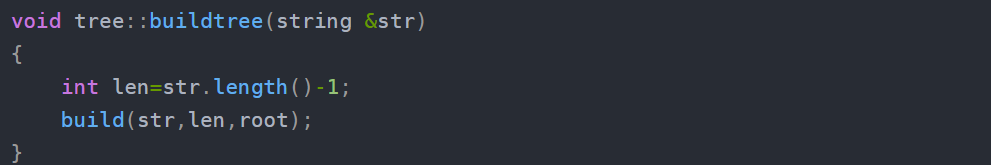 void tree::buildtree(string &str)
{
    int len=str.length()-1;
    build(str,len,root);
}